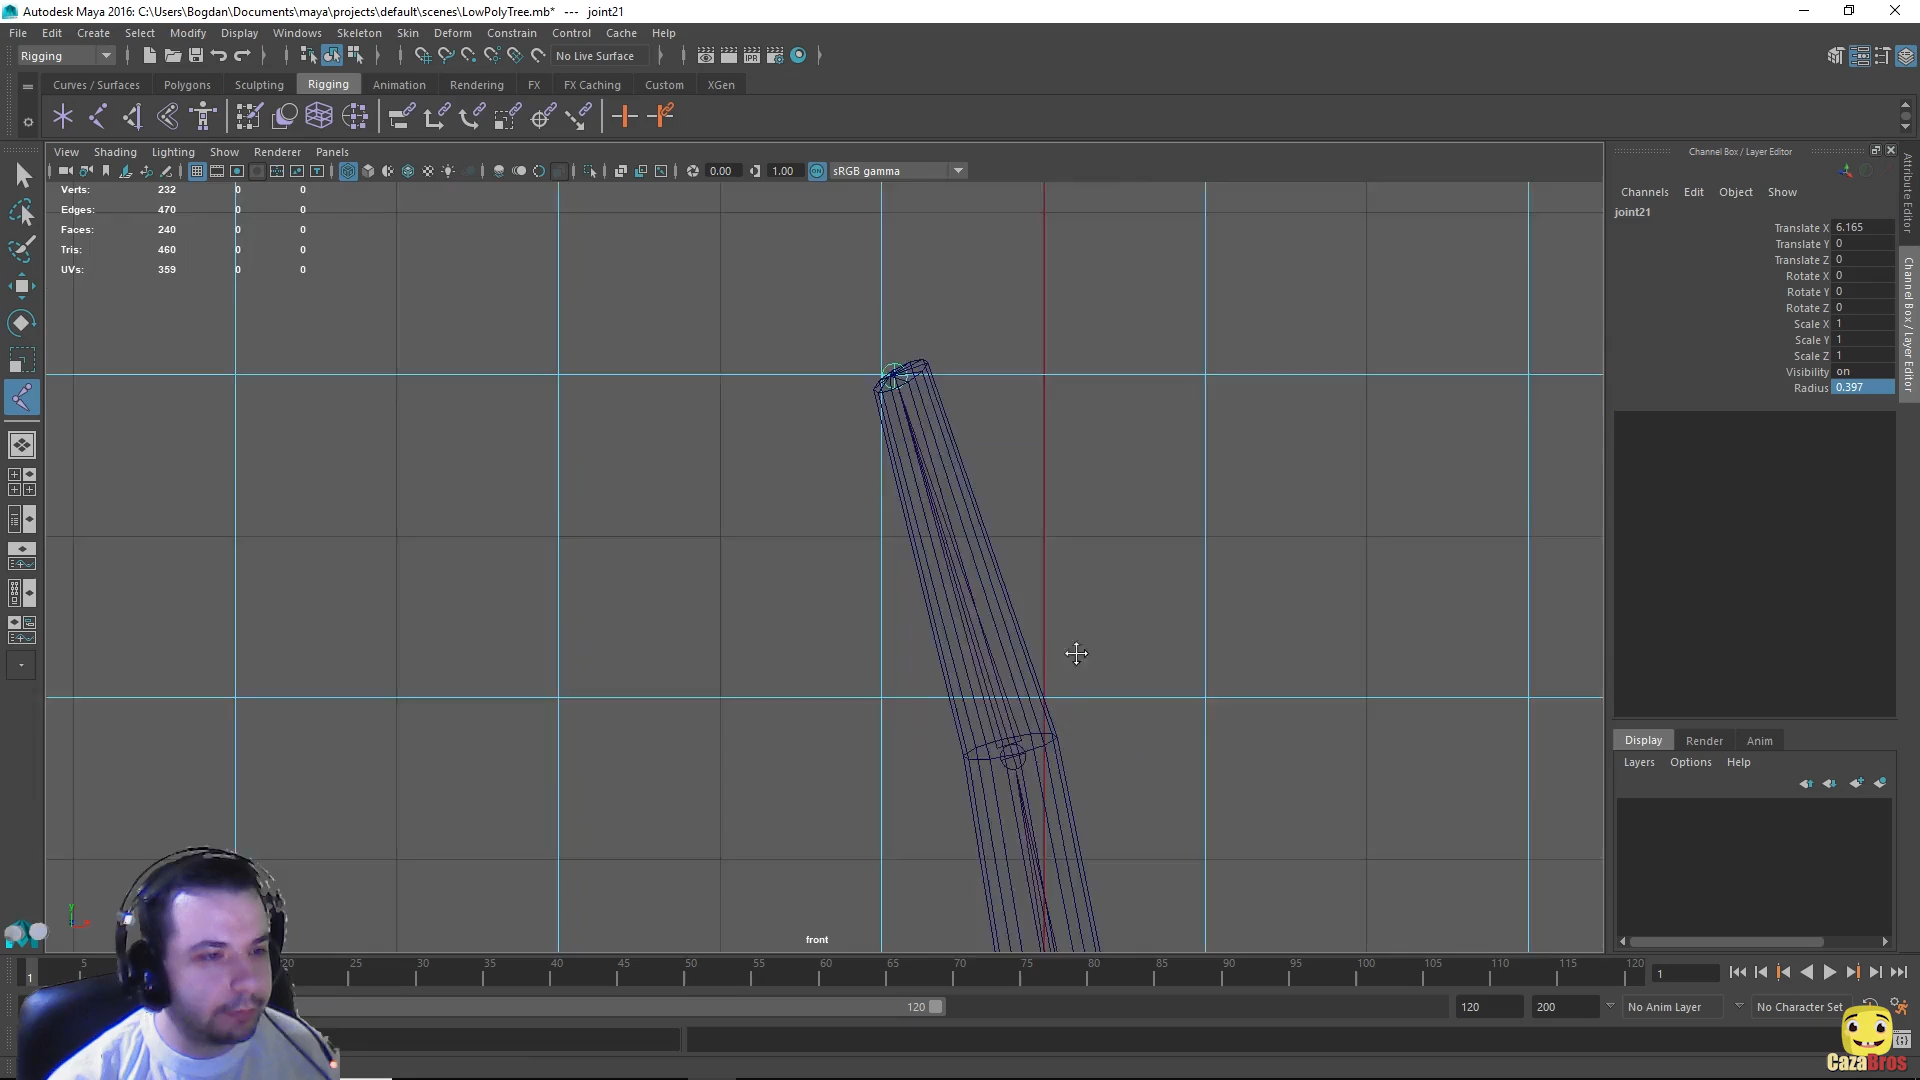 Autodesk Maya 2016: C:\Users\Bogdan\Documents\maya\projects\default\scenes\LowPolyTree.mb* --- joint21
File Edit Create Select Modify Display Windows Skeleton Skin Deform Constrain Control Cache Help
Rigging No Live Surface
Curves / Surfaces Polygons Sculpting Rigging Animation Rendering FX FX Caching Custom XGen
View Shading Lighting Show Renderer Panels
0.00 1.00 ON sRGB gamma
Verts: 232 0 0
Edges: 470 0 0
Faces: 240 0 0
Tris: 460 0 0
UVs: 359 0 0
front
Channel Box / Layer Editor
Channels Edit Object Show
joint21
Translate X 6.165
Translate Y 0
Translate Z 0
Rotate X 0
Rotate Y 0
Rotate Z 0
Scale X 1
Scale Y 1
Scale Z 1
Visibility on
Radius 0.397
Attribute Editor
Channel Box / Layer Editor
Display Render Anim
Layers Options Help
1 5 20 25 30 35 40 45 50 55 60 65 70 75 80 85 90 95 100 105 110 115 120 1
120 120 200 No Anim Layer No Character Set
CazaBros